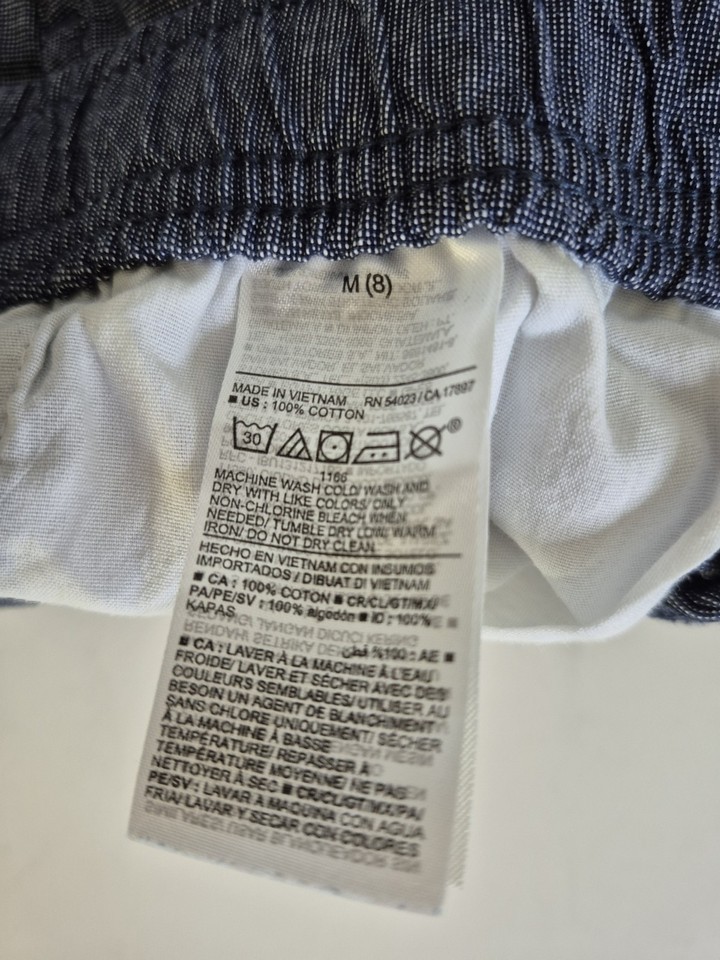 M (8)
MADE IN VIETNAM RN 54023 / CA 17897
■ US : 100% COTTON
30
1166
MACHINE WASH COLD/ WASH AND
DRY WITH LIKE COLORS/ ONLY
NON-CHLORINE BLEACH WHEN
NEEDED/ TUMBLE DRY LOW/ WARM
IRON/ DO NOT DRY CLEAN
HECHO EN VIETNAM CON INSUMOS
IMPORTADOS / DIBUAT DI VIETNAM
■ CA : 100% COTON ■ CR/CL/GT/MX/
PA/PE/SV : 100% algodón ■ ID : 100%
KAPAS
■ CA : LAVER À LA MACHINE À L'EAU
FROIDE/ LAVER ET SÉCHER AVEC DES
COULEURS SEMBLABLES/ UTILISER AU
BESOIN UN AGENT DE BLANCHIMENT
SANS CHLORE UNIQUEMENT/ SÉCHER
À LA MACHINE À BASSE
TEMPÉRATURE/ REPASSER À
TEMPÉRATURE MOYENNE/ NE PAS
NETTOYER À SEC ■ CR/CL/GT/MX/PA/
PE/SV : LAVAR A MAQUINA CON AGUA
FRIA/ LAVAR Y SECAR CON COLORES